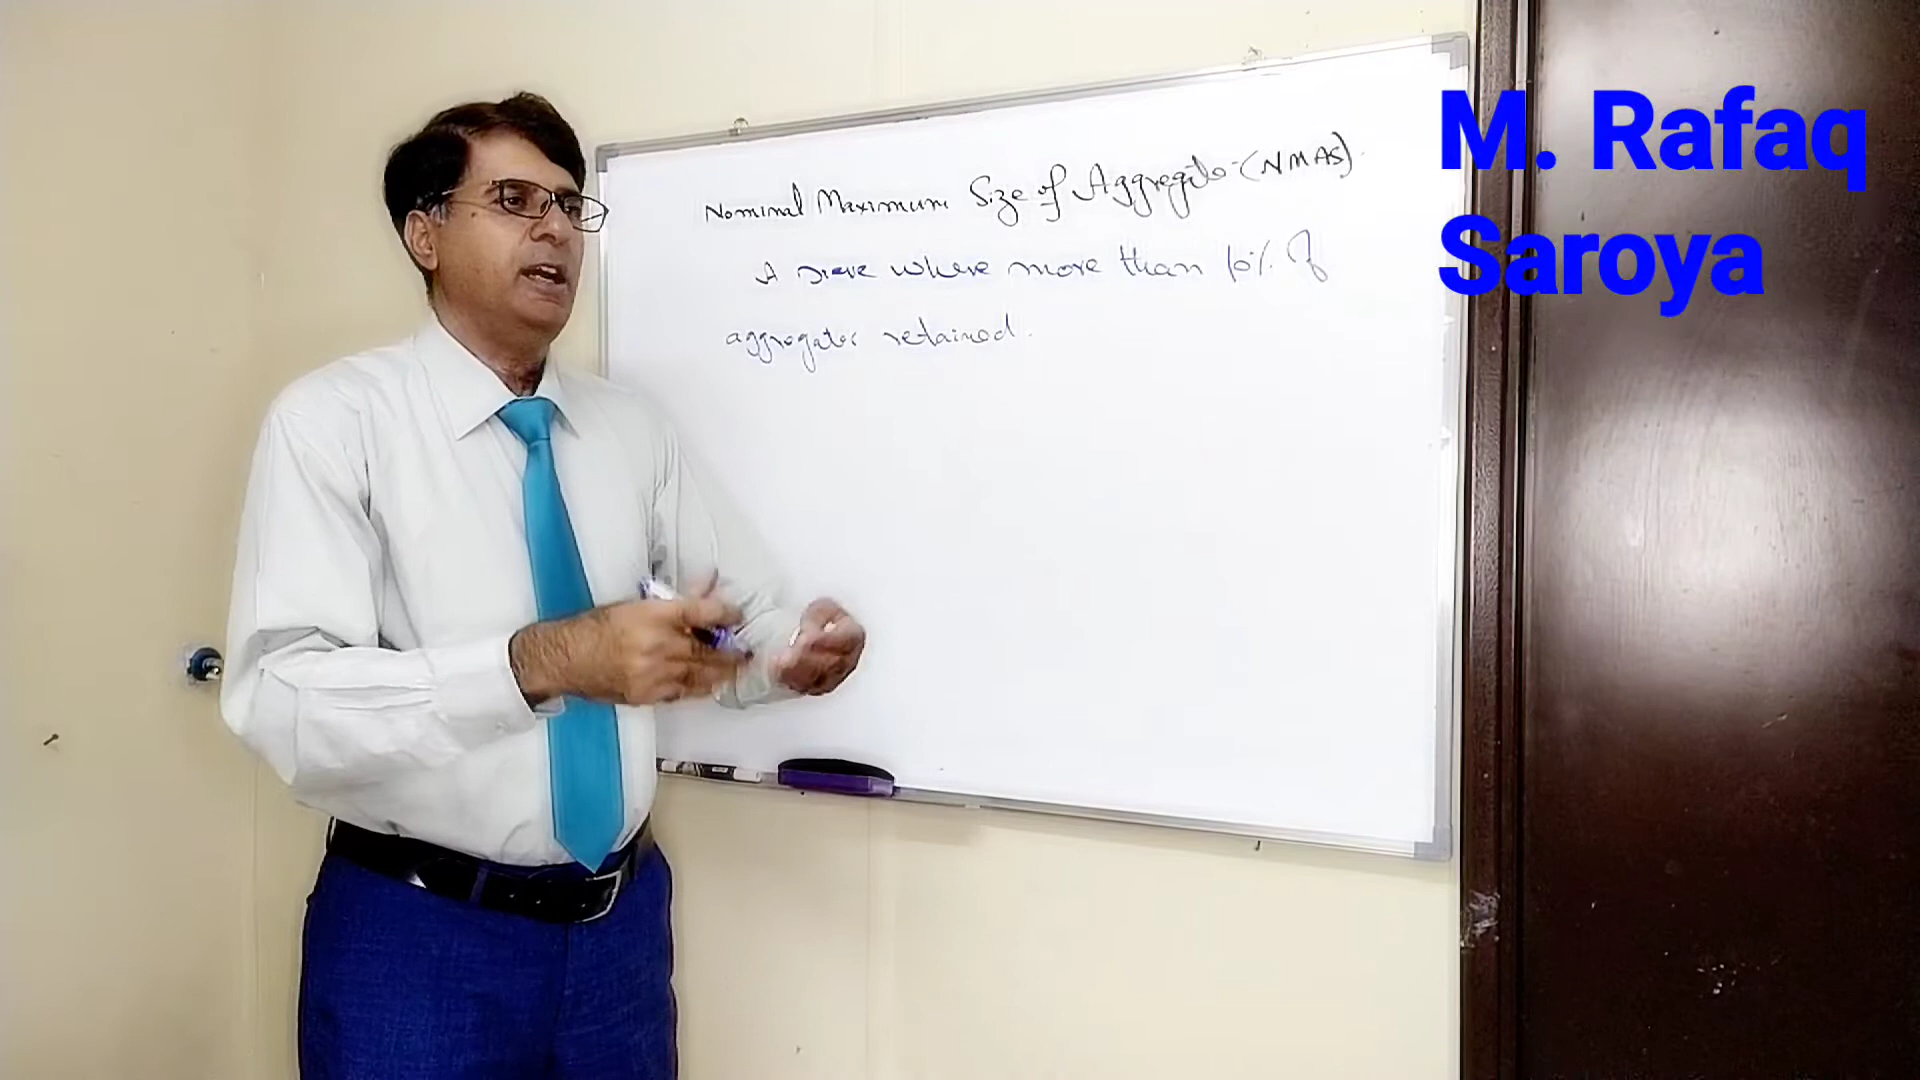 Nominal Maximum Size of Aggregate (NMAS).
A sieve where more than 10% of
aggregates retained.
M. Rafaq
Saroya